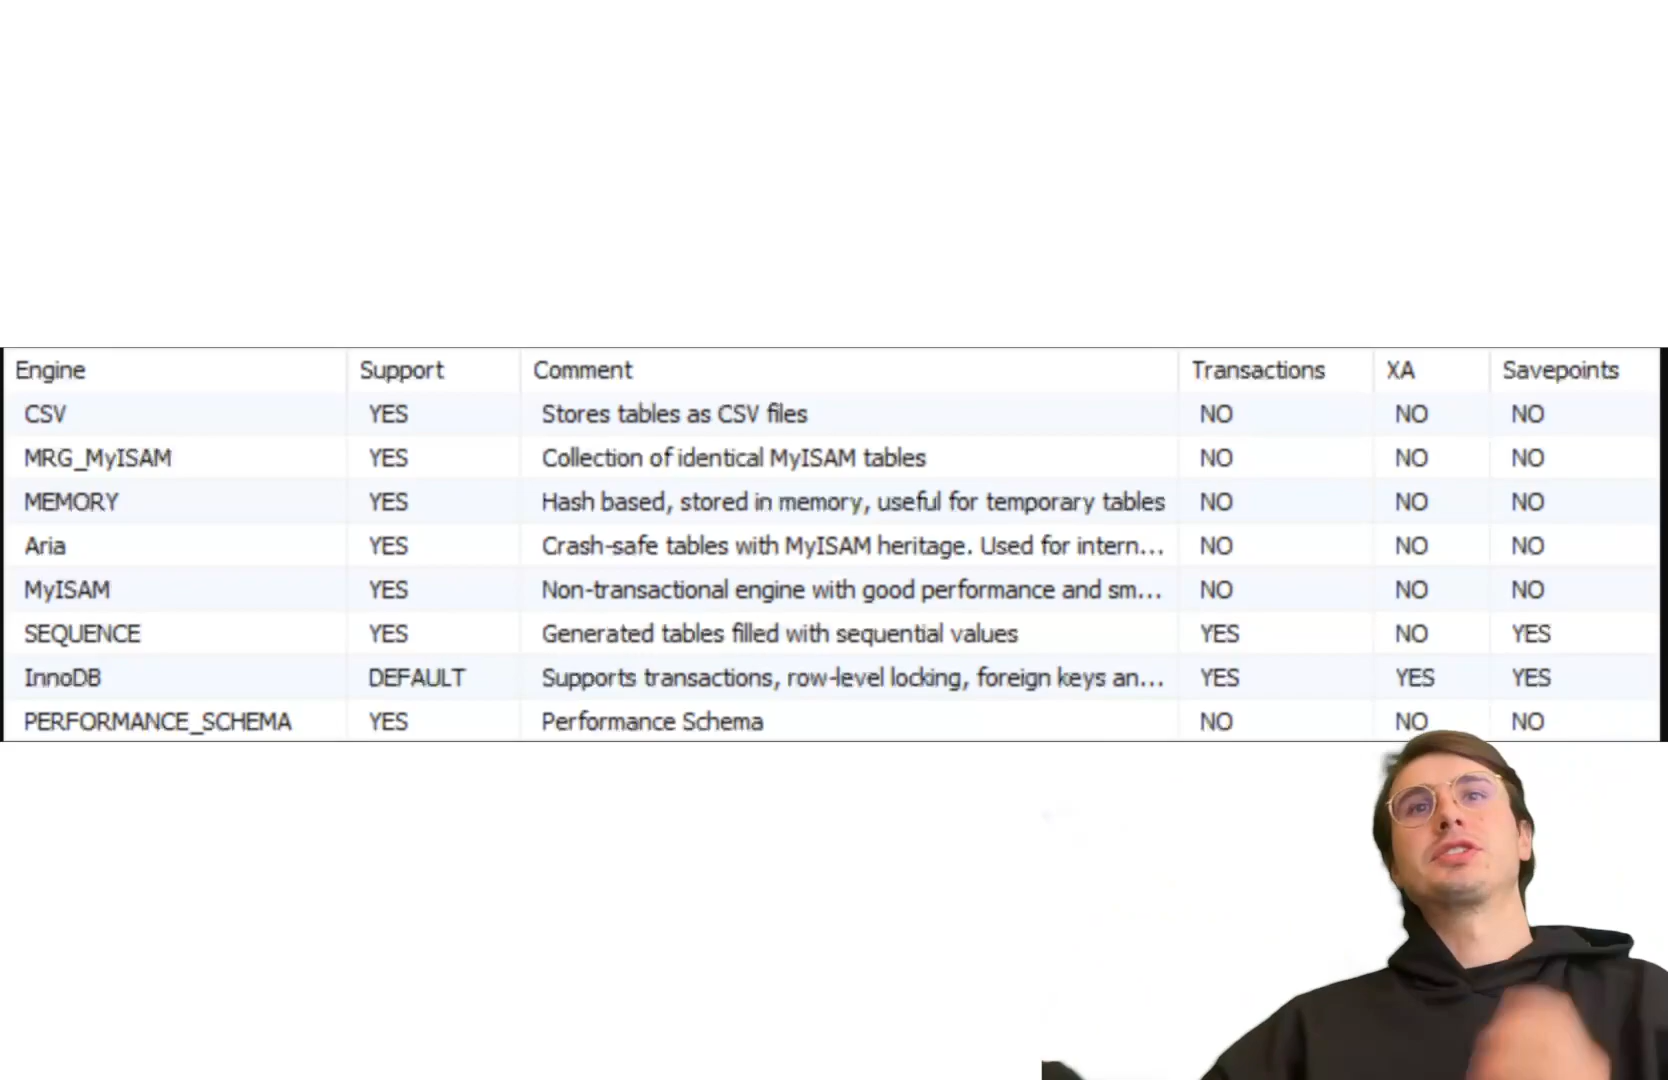 Engine Support Comment Transactions XA Savepoints
CSV YES Stores tables as CSV files NO NO NO
MRG_MyISAM YES Collection of identical MyISAM tables NO NO NO
MEMORY YES Hash based, stored in memory, useful for temporary tables NO NO NO
Aria YES Crash-safe tables with MyISAM heritage. Used for intern... NO NO NO
MyISAM YES Non-transactional engine with good performance and sm... NO NO NO
SEQUENCE YES Generated tables filled with sequential values YES NO YES
InnoDB DEFAULT Supports transactions, row-level locking, foreign keys an... YES YES YES
PERFORMANCE_SCHEMA YES Performance Schema NO NO NO